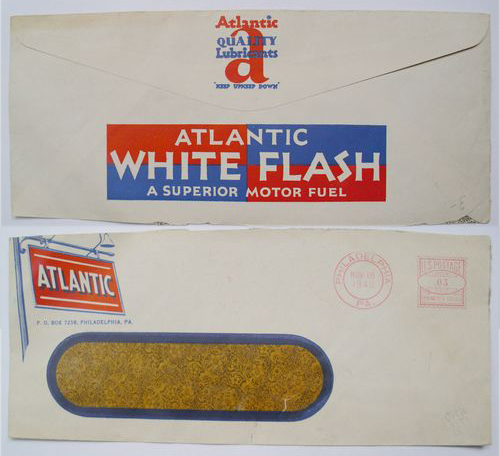 Atlantic
QUALITY
Lubricants
a
"KEEP UPKEEP DOWN"
ATLANTIC
WHITE FLASH
A SUPERIOR MOTOR FUEL
ATLANTIC
P. O. BOX 7258, PHILADELPHIA, PA.
PHILADELPHIA
PA.
U.S. POSTAGE
03